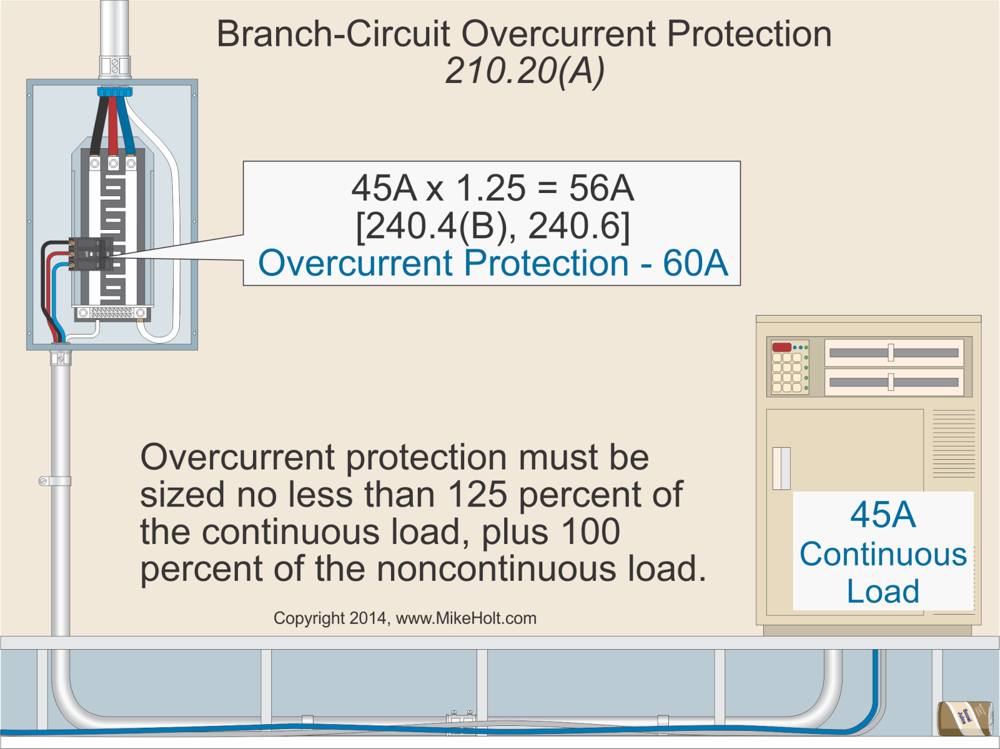 Branch-Circuit Overcurrent Protection
210.20(A)
45A x 1.25 = 56A
[240.4(B), 240.6]
Overcurrent Protection - 60A
Overcurrent protection must be
sized no less than 125 percent of
the continuous load, plus 100
percent of the noncontinuous load.
45A
Continuous
Load
Copyright 2014, www.MikeHolt.com